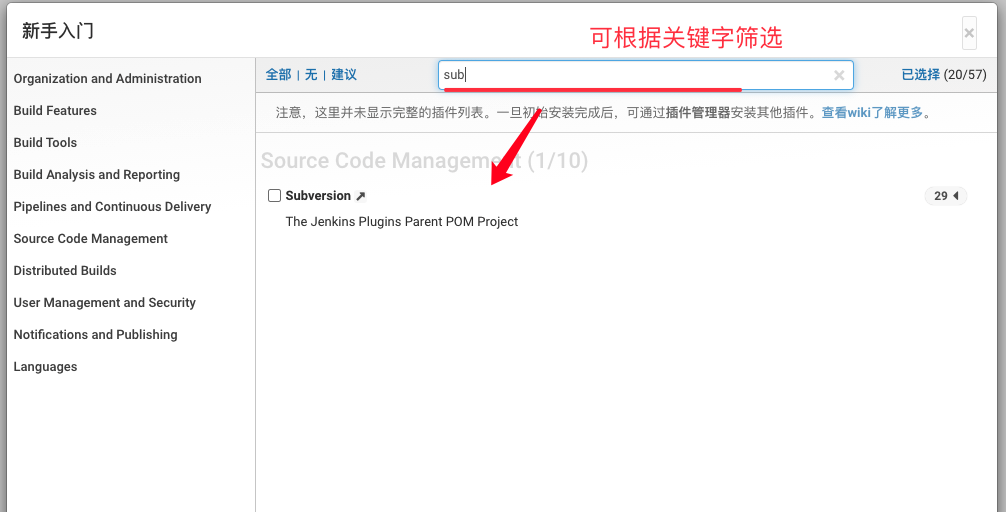 新手入门
可根据关键字筛选
×
Organization and Administration
Build Features
Build Tools
Build Analysis and Reporting
Pipelines and Continuous Delivery
Source Code Management
Distributed Builds
User Management and Security
Notifications and Publishing
Languages
全部 | 无 | 建议
sub
×
已选择 (20/57)
注意，这里并未显示完整的插件列表。一旦初始安装完成后，可通过插件管理器安装其他插件。查看wiki了解更多。
Source Code Management (1/10)
Subversion
29
The Jenkins Plugins Parent POM Project